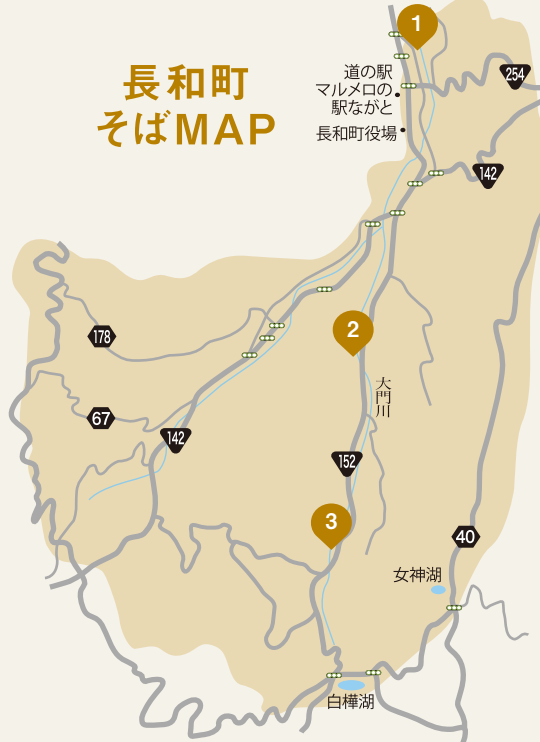 長和町
そばMAP
1
道の駅
マルメロの
駅ながと
長和町役場
254
142
178
2
大門川
67
142
152
3
40
女神湖
白樺湖